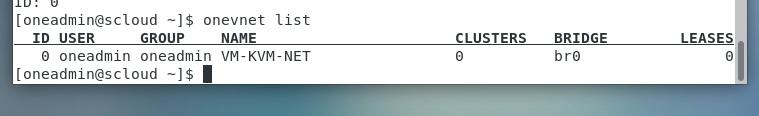 ID: 0
[oneadmin@scloud ~]$ onevnet list
ID USER GROUP NAME CLUSTERS BRIDGE LEASES
0 oneadmin oneadmin VM-KVM-NET 0 br0 0
[oneadmin@scloud ~]$